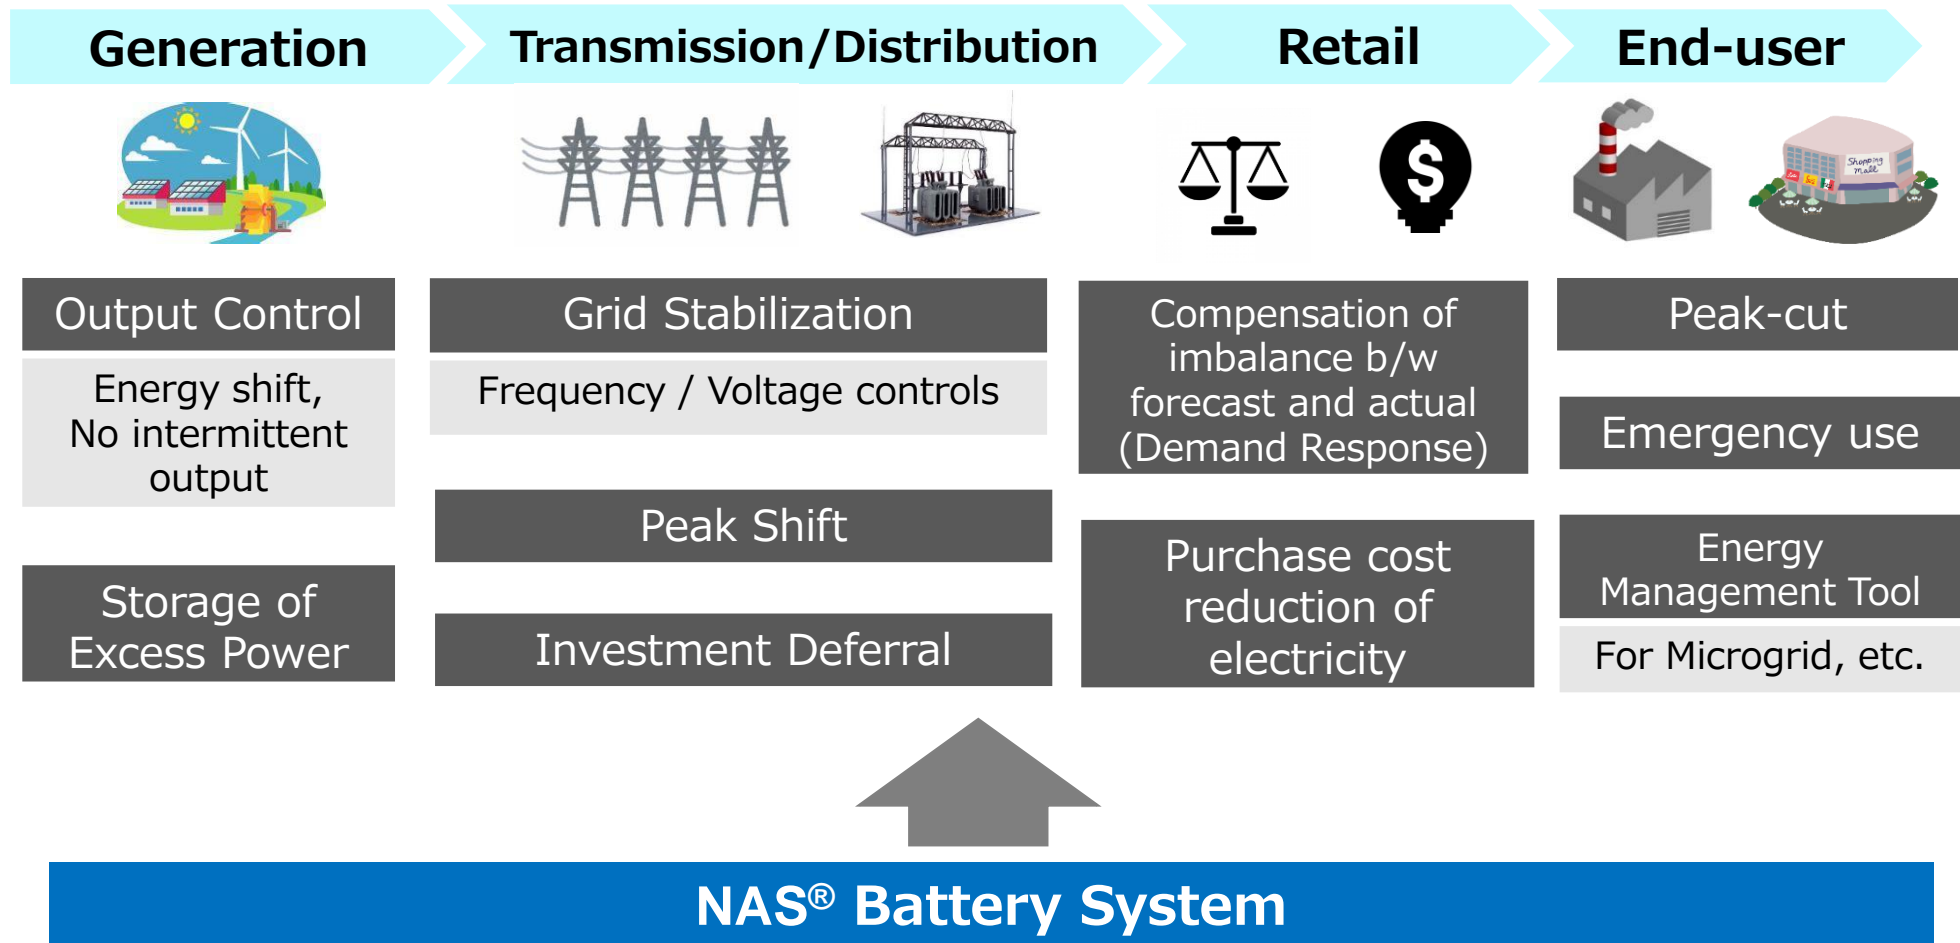 Generation
Transmission/Distribution
Retail
End-user
Shopping
Mall
Output Control
Energy shift,
No intermittent
output
Storage of
Excess Power
Grid Stabilization
Frequency / Voltage controls
Peak Shift
Investment Deferral
$
Compensation of
imbalance b/w
forecast and actual
(Demand Response)
Purchase cost
reduction of
electricity
Peak-cut
Emergency use
Energy
Management Tool
For Microgrid, etc.
NAS® Battery System